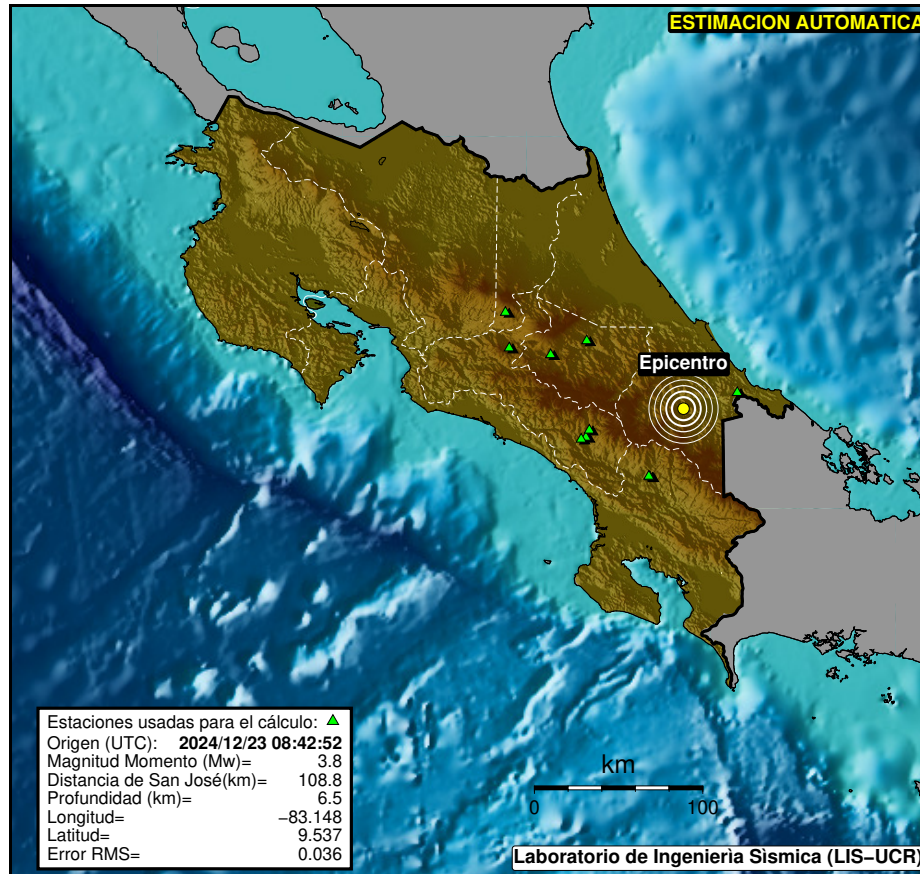 ESTIMACION AUTOMATICA
Epicentro
Estaciones usadas para el cálculo:
Origen (UTC): 2024/12/23 08:42:52
Magnitud Momento (Mw)= 3.8
Distancia de San José(km)= 108.8
Profundidad (km)= 6.5
Longitud= −83.148
Latitud= 9.537
Error RMS= 0.036
km
0 100
Laboratorio de Ingenierìa Sìsmica (LIS−UCR)